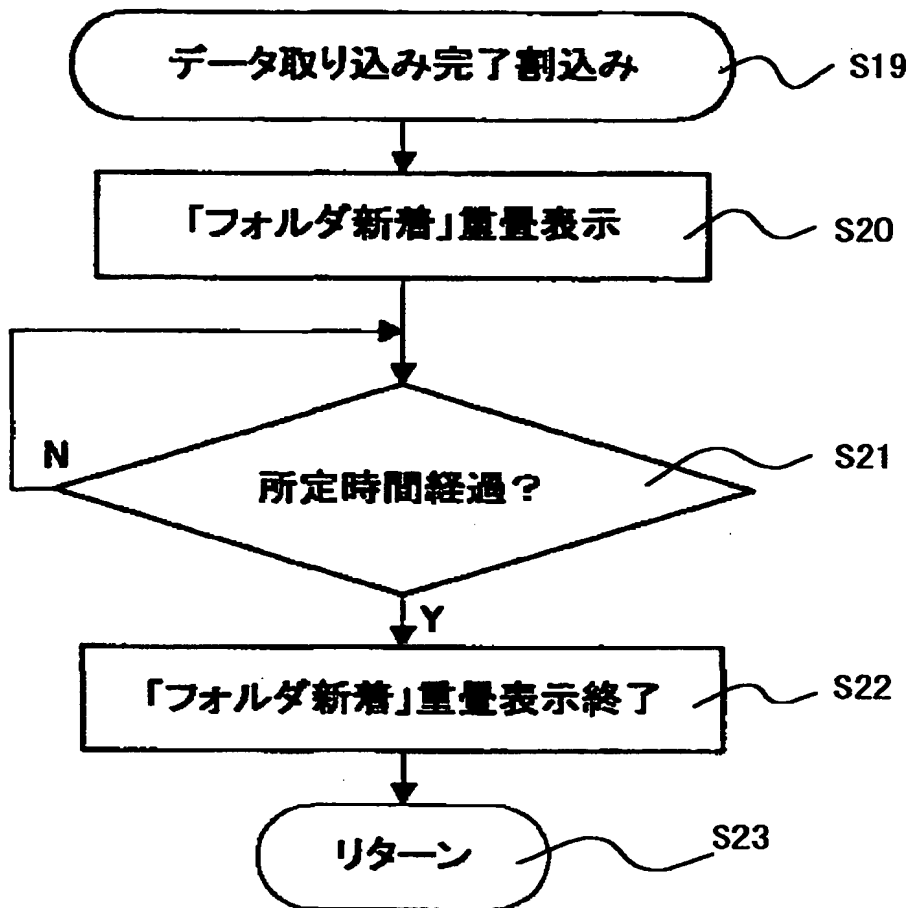 データ取り込み完了割込み
S19
「フォルダ新着」重畳表示
S20
N
所定時間経過?
S21
Y
「フォルダ新着」重畳表示終了
S22
リターン
S23